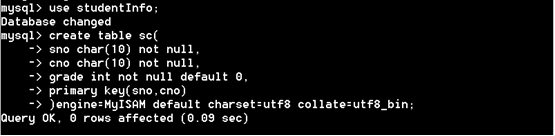 mysql> use studentInfo;
Database changed
mysql> create table sc(
-> sno char(10) not null,
-> cno char(10) not null,
-> grade int not null default 0,
-> primary key(sno,cno)
-> )engine=MyISAM default charset=utf8 collate=utf8_bin;
Query OK, 0 rows affected (0.09 sec)